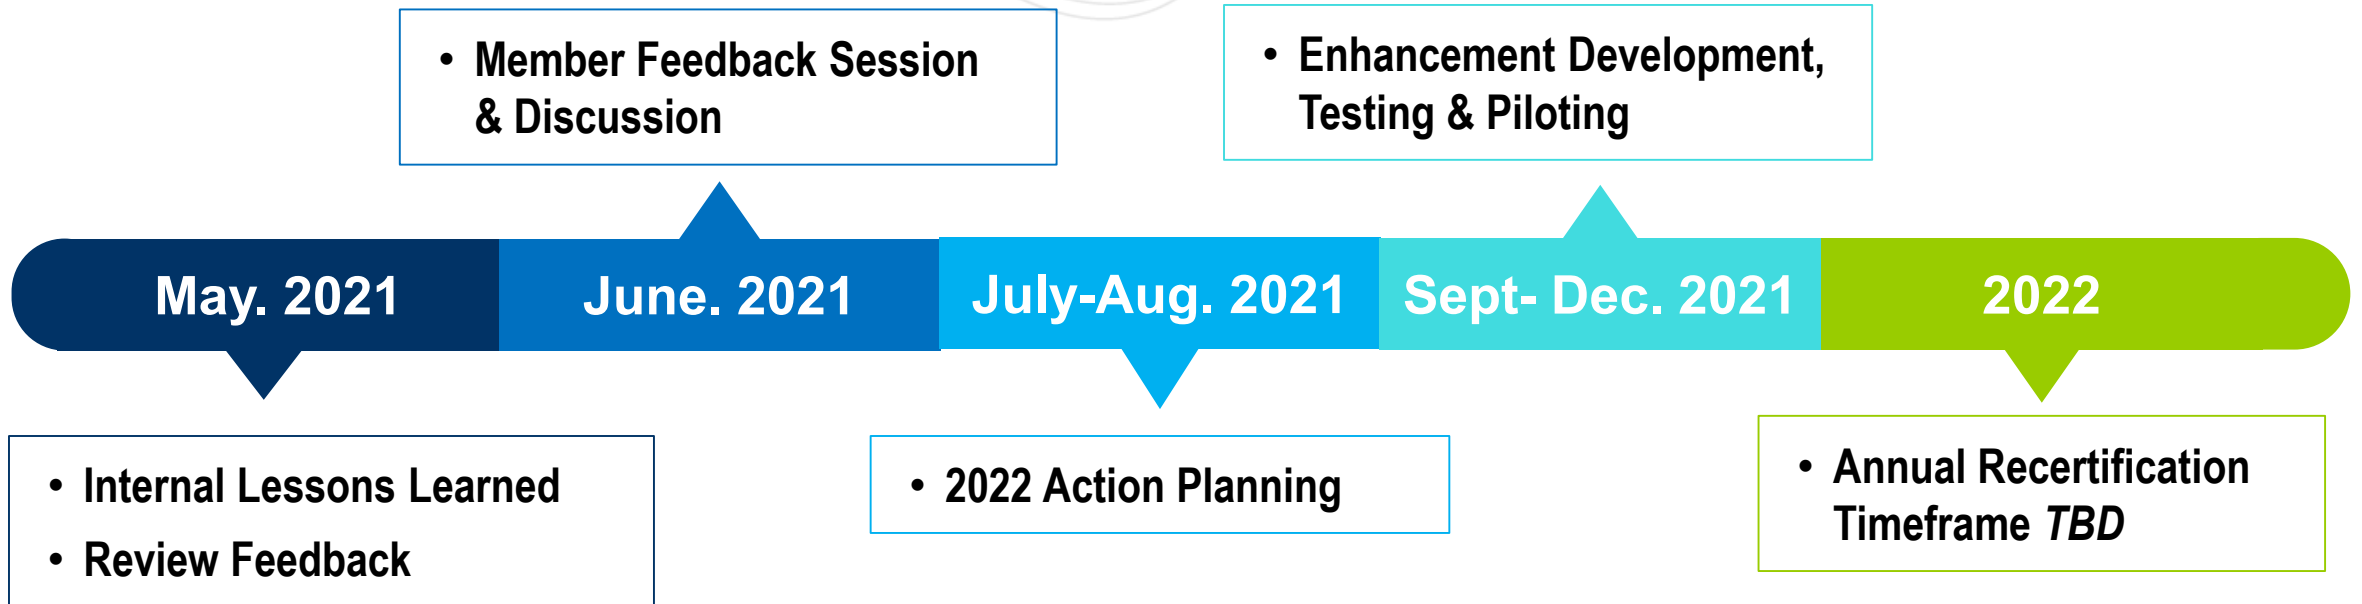 • Member Feedback Session
& Discussion
• Enhancement Development,
Testing & Piloting
May. 2021
June. 2021
July-Aug. 2021
Sept- Dec. 2021
2022
• Internal Lessons Learned
• Review Feedback
• 2022 Action Planning
• Annual Recertification
Timeframe TBD